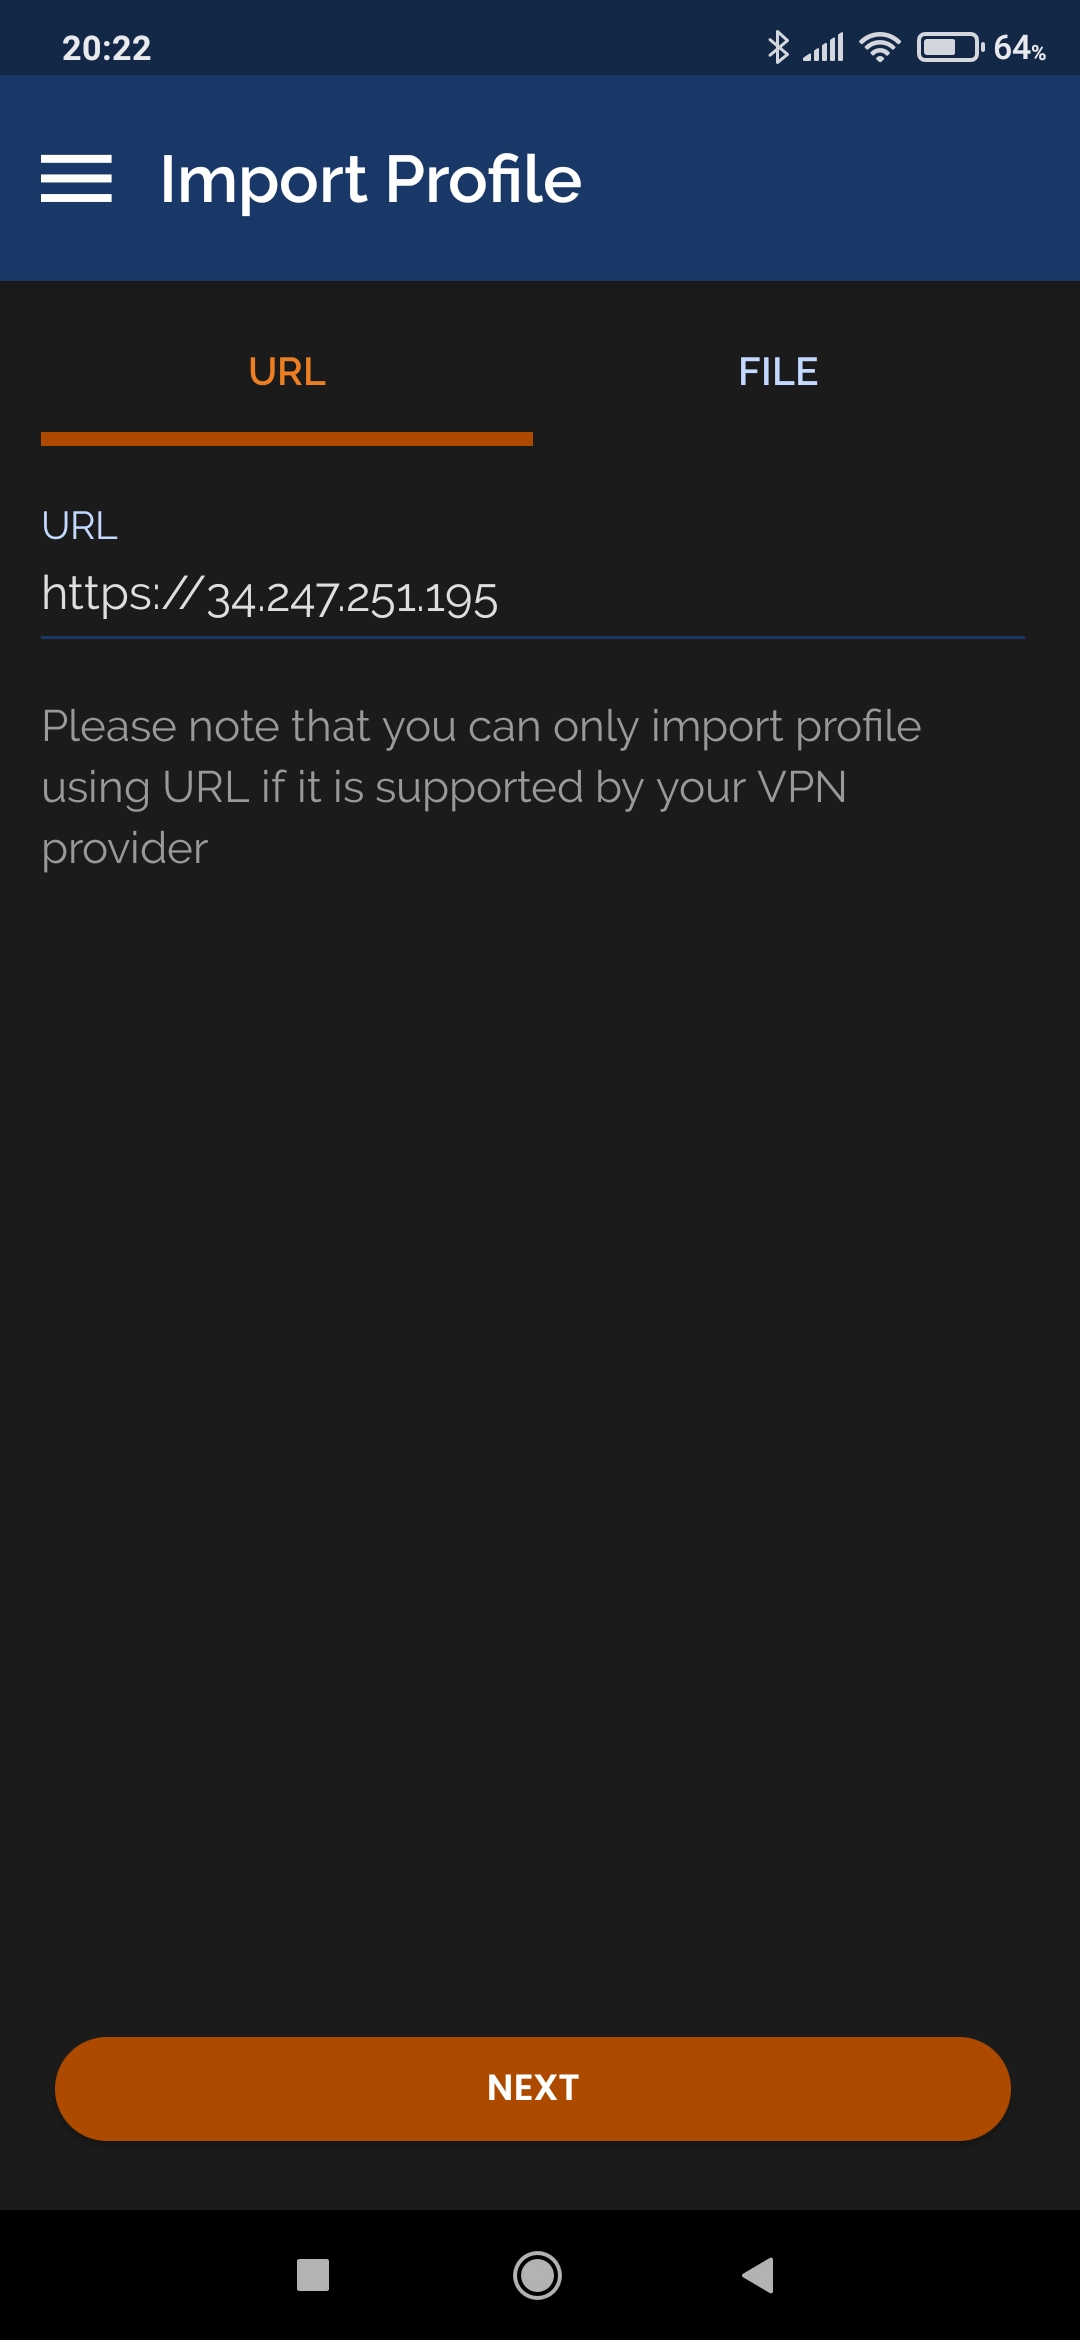 20:22
64%
Import Profile
URL
FILE
URL
https://34.247.251.195
Please note that you can only import profile
using URL if it is supported by your VPN
provider
NEXT